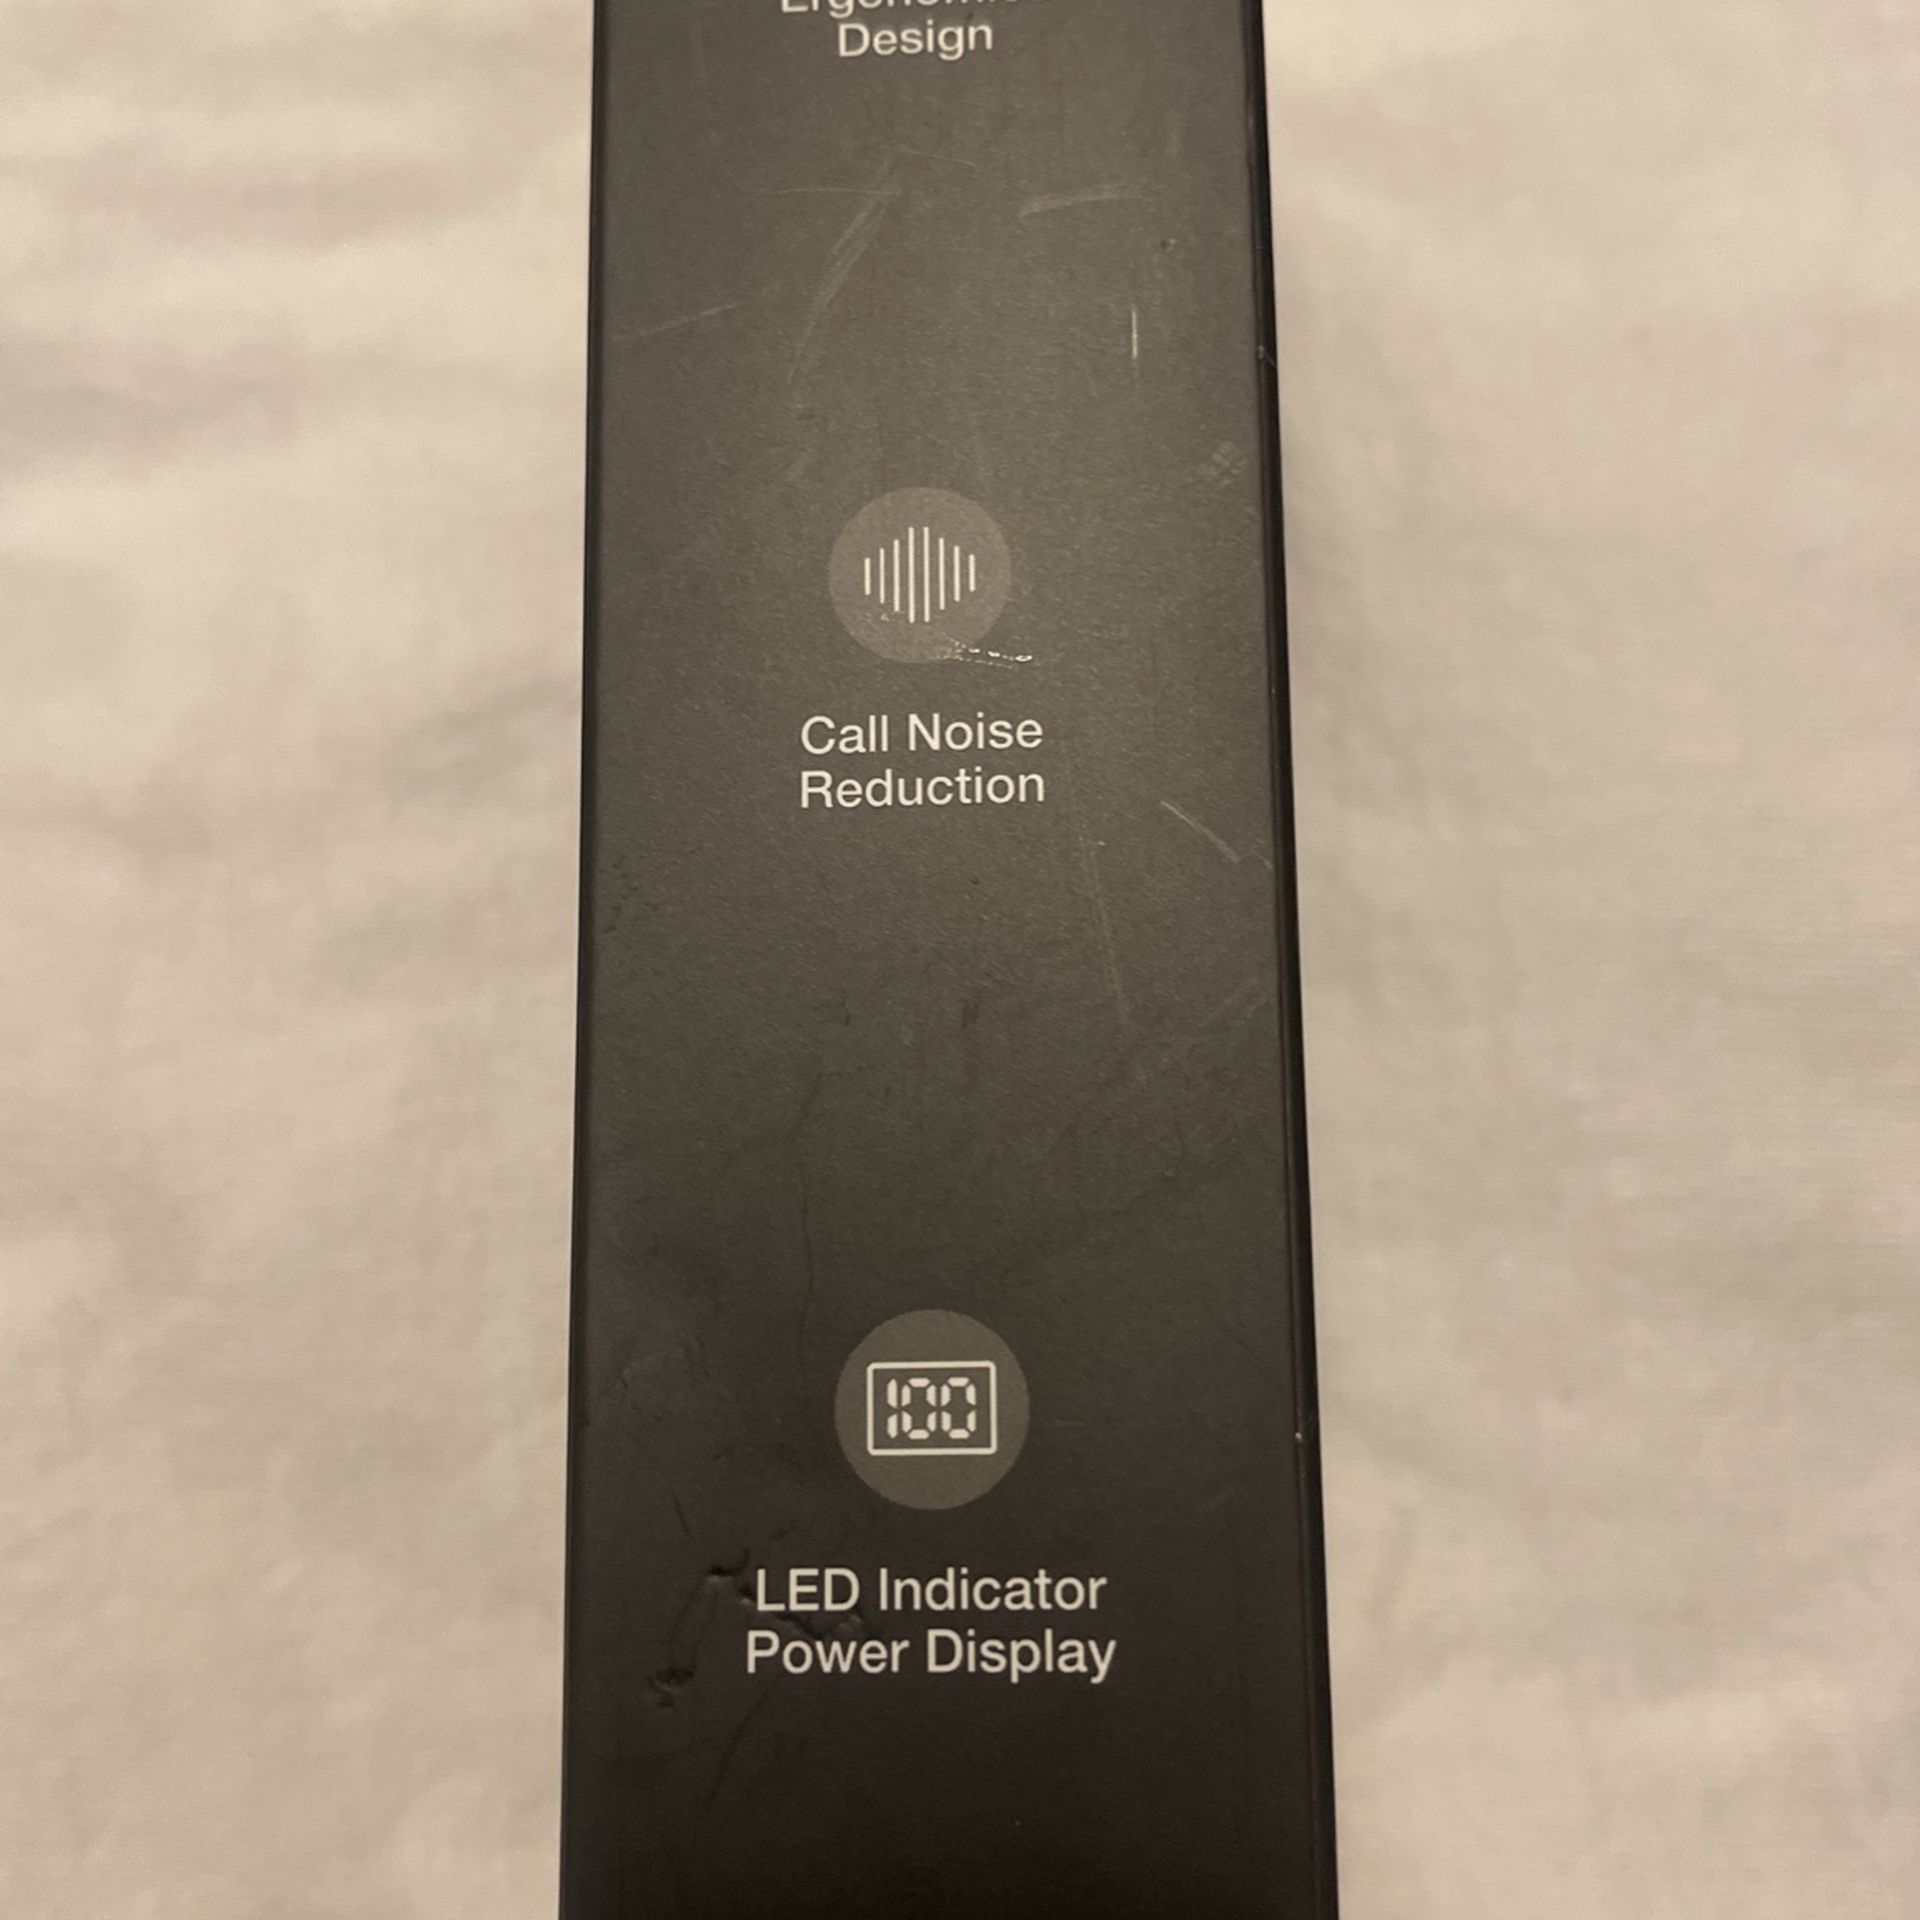 Design
Call Noise
Reduction
100
LED Indicator
Power Display